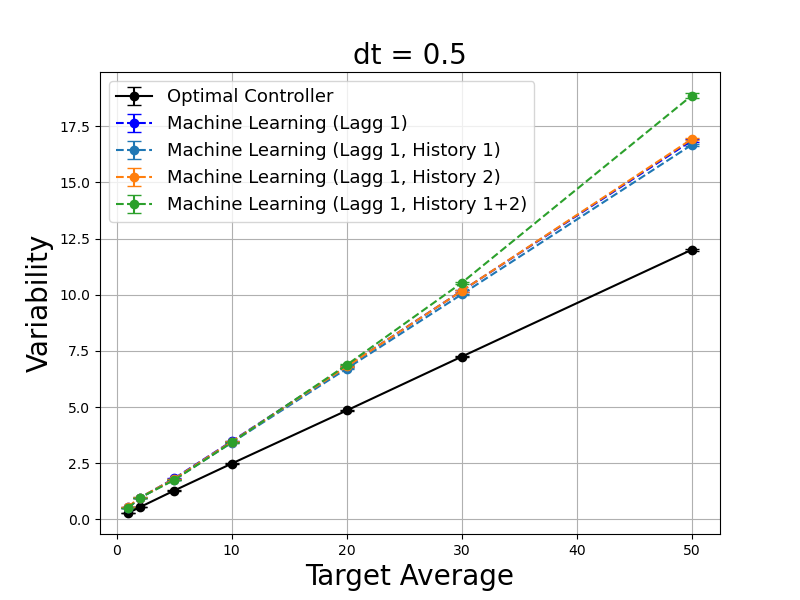 dt = 0.5
Optimal Controller
Machine Learning (Lagg 1)
Machine Learning (Lagg 1, History 1)
Machine Learning (Lagg 1, History 2)
Machine Learning (Lagg 1, History 1+2)
Variability
17.5
15.0
12.5
10.0
7.5
5.0
2.5
0.0
0 10 20 30 40 50
Target Average